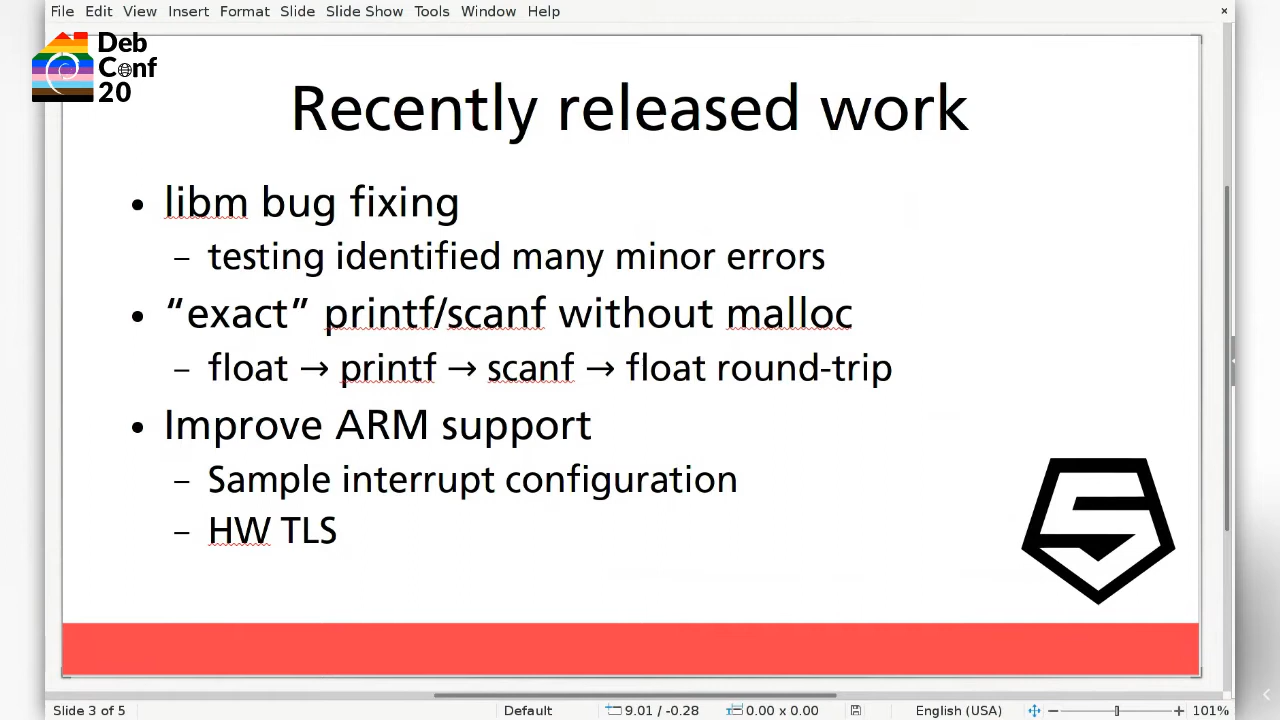 File Edit View Insert Format Slide Slide Show Tools Window Help ×
Deb
Conf
20
Recently released work
• libm bug fixing
– testing identified many minor errors
• “exact” printf/scanf without malloc
– float → printf → scanf → float round-trip
• Improve ARM support
– Sample interrupt configuration
– HW TLS
Slide 3 of 5 Default 9.01 / -0.28 0.00 x 0.00 English (USA) 101%